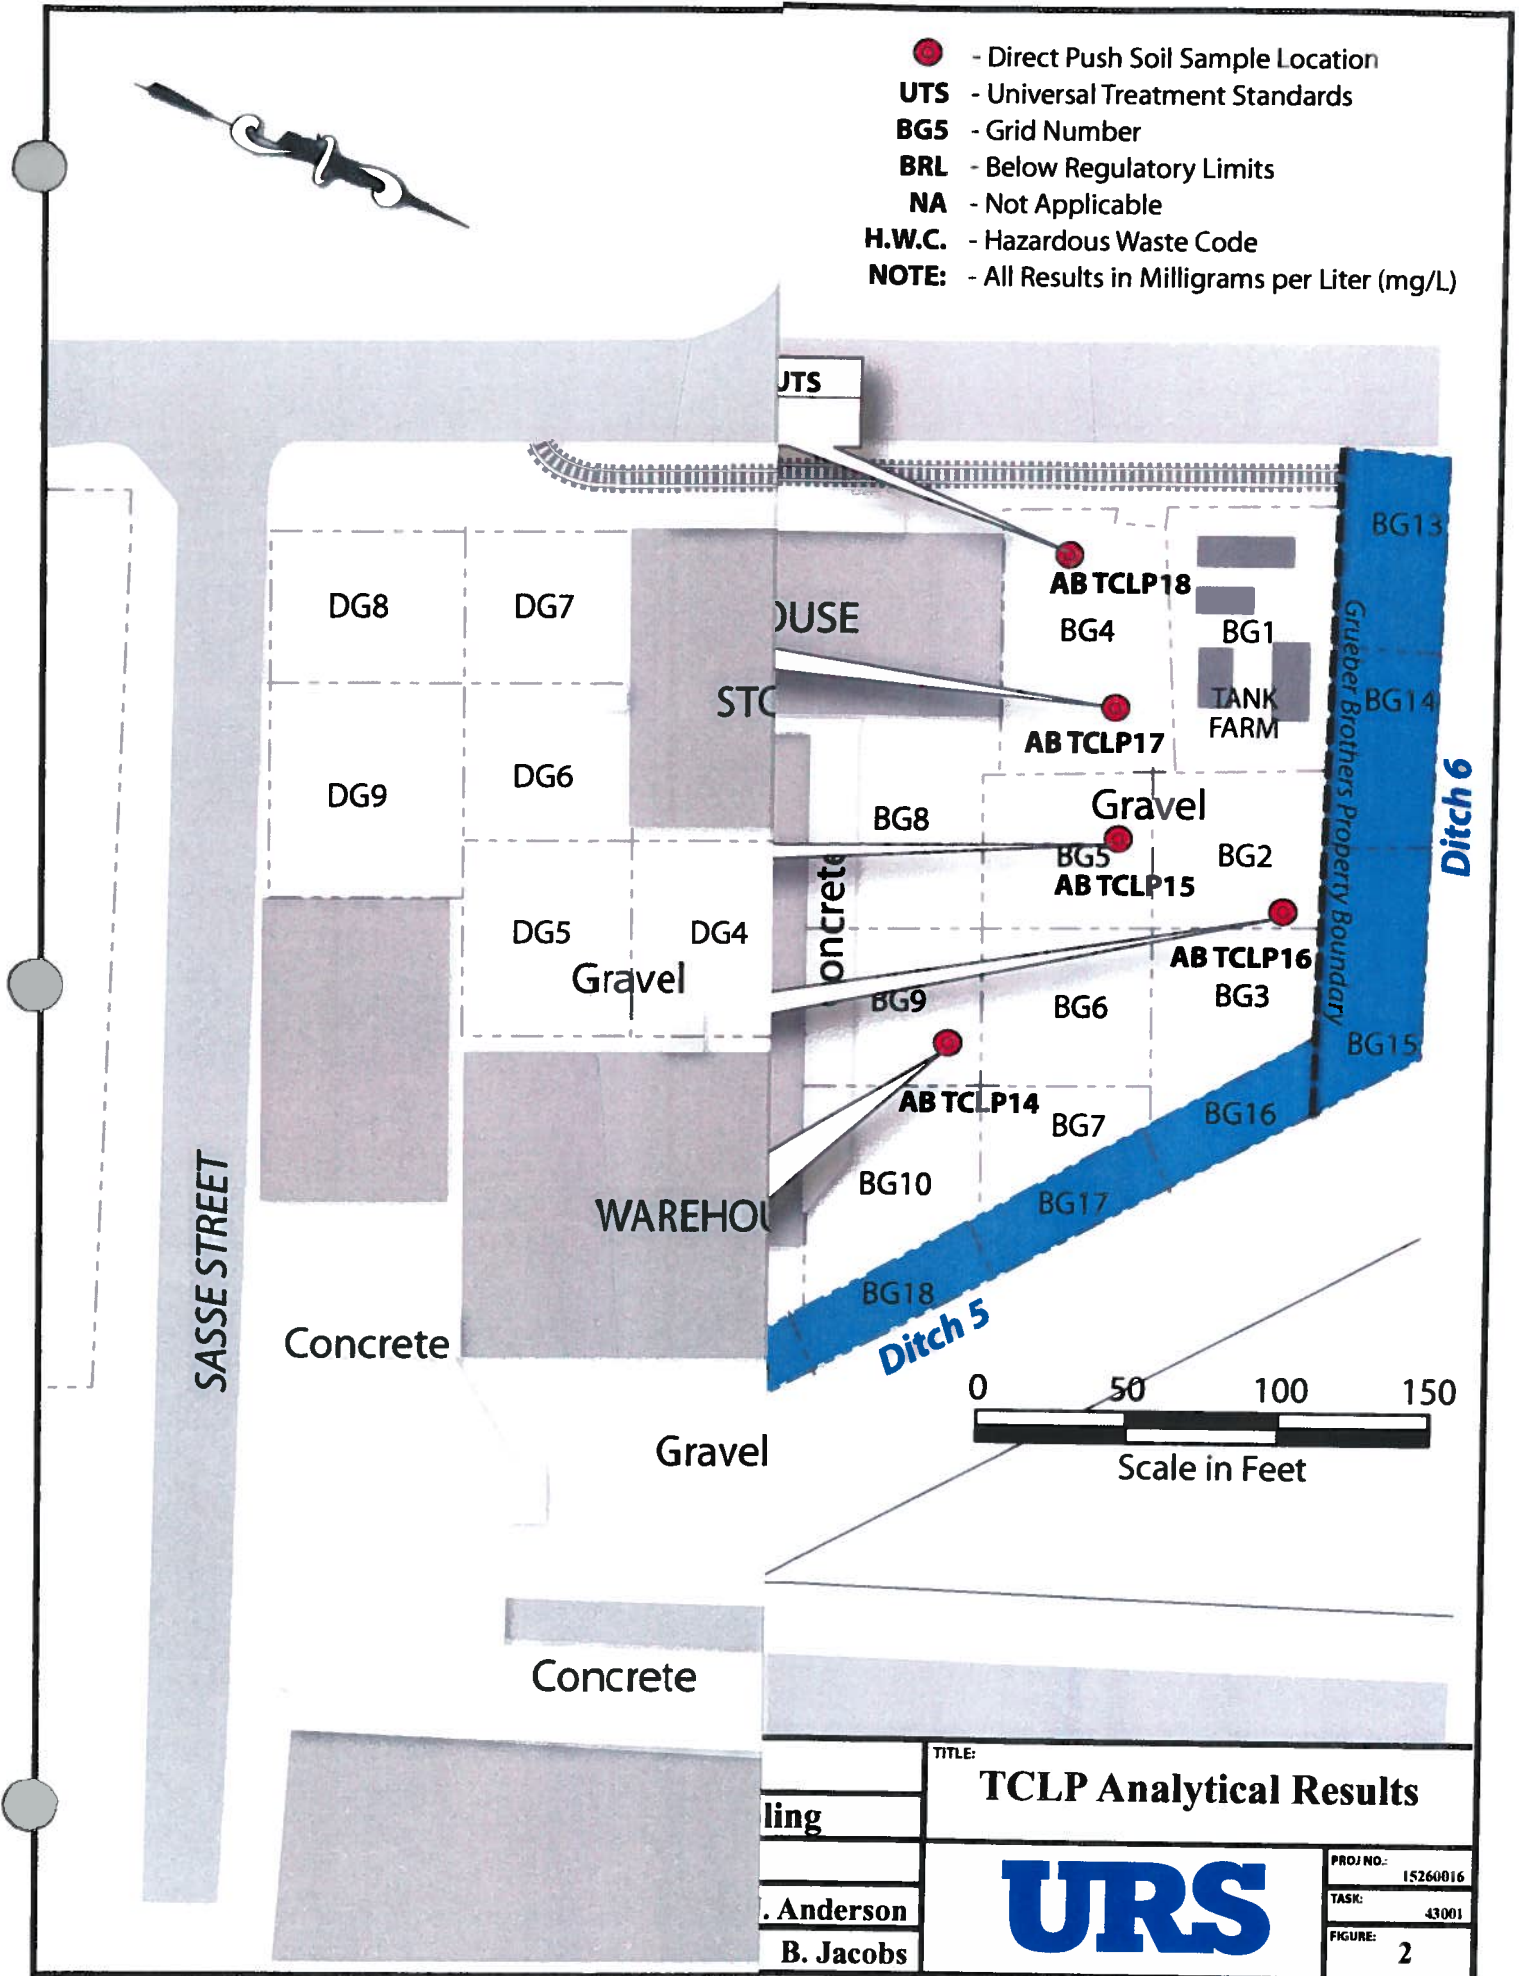 - Direct Push Soil Sample Location
UTS - Universal Treatment Standards
BG5 - Grid Number
BRL - Below Regulatory Limits
NA - Not Applicable
H.W.C. - Hazardous Waste Code
NOTE: - All Results in Milligrams per Liter (mg/L)
UTS
BG13
AB TCLP18
DG8
DG7
OUSE
BG4
BG1
STO
TANK
FARM
BG14
Grueber Brothers Property Boundary
AB TCLP17
Ditch 6
DG9
DG6
Gravel
BG8
BG5
BG2
AB TCLP15
oncrete
DG5
DG4
Gravel
AB TCLP16
BG9
BG6
BG3
BG15
AB TCLP14
BG7
BG16
BG10
BG17
SASSE STREET
WAREHOU
BG18
Ditch 5
Concrete
0 50 100 150
Scale in Feet
Gravel
Concrete
TITLE:
TCLP Analytical Results
ling
. Anderson
B. Jacobs
URS
PROJ NO.:
15260016
TASK:
43001
FIGURE:
2